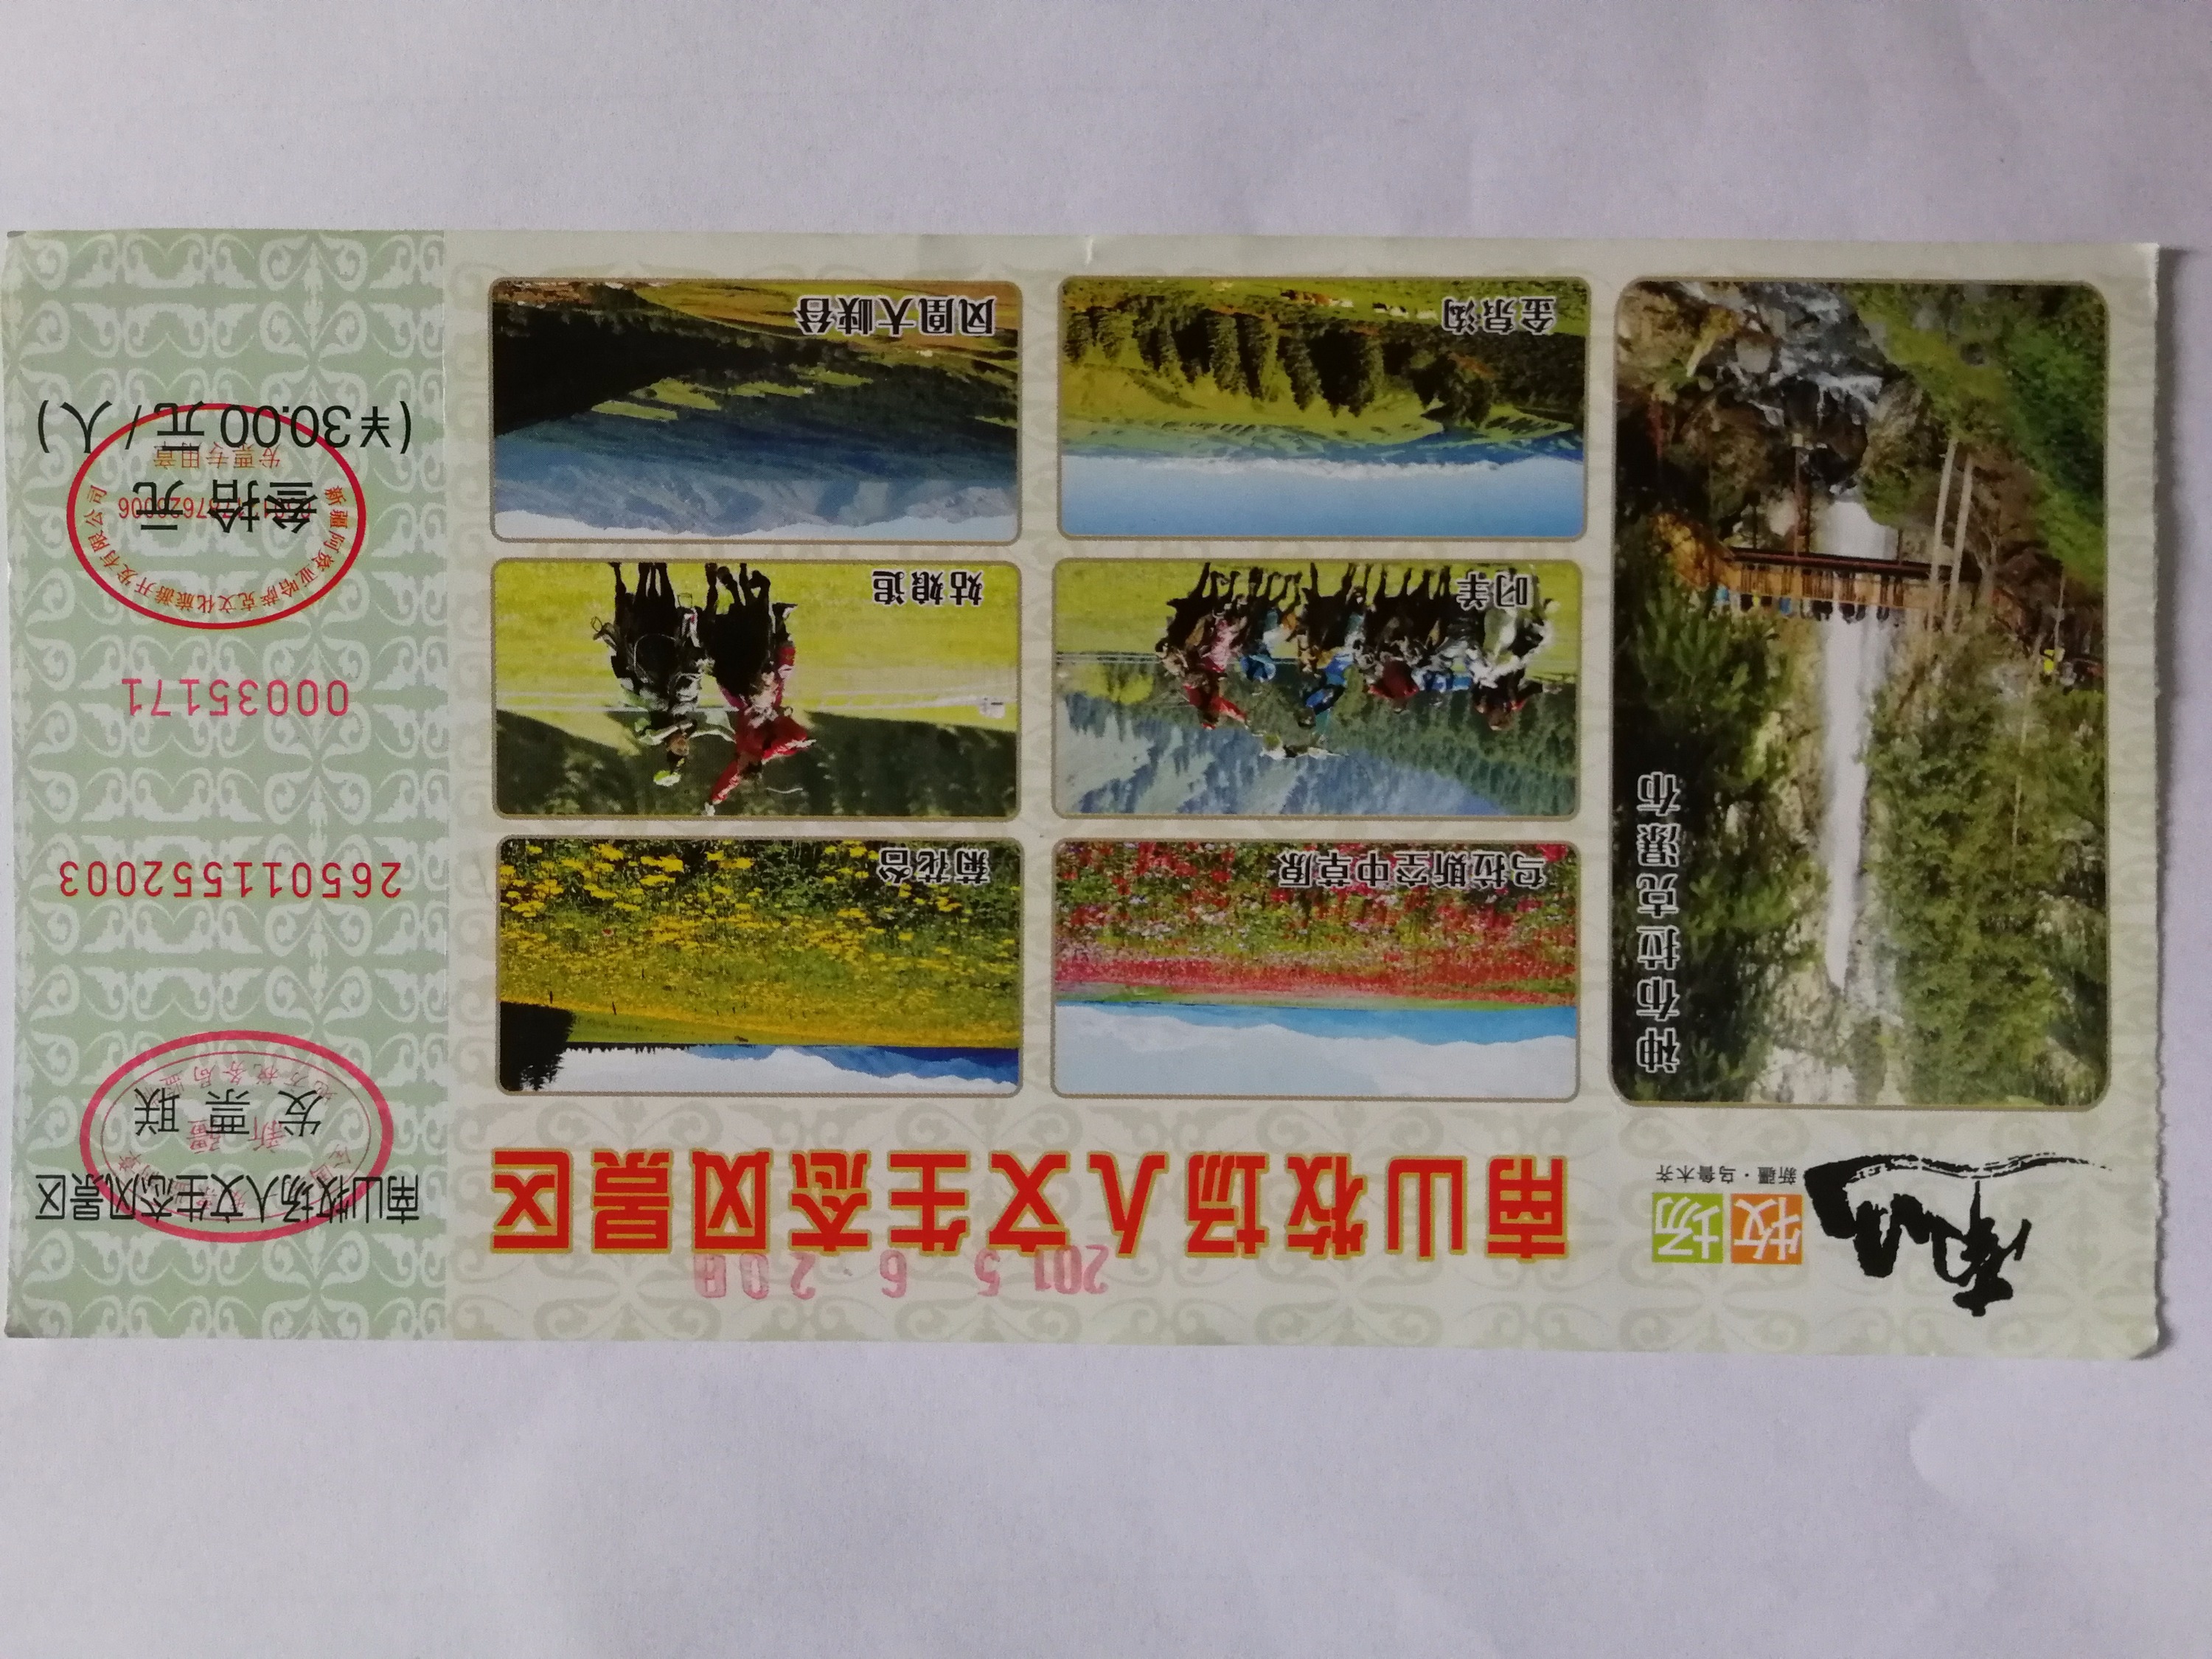 南山
牧场
新疆·乌鲁木齐
神布拉克瀑布
2015 6 20
南山牧场人文生态风景区
乌拉斯空中草原
菊花谷
叼羊
姑娘追
金泉沟
凤凰大峡谷
南山牧场人文生态风景区
发票联
265011552003
00035171
叁拾元
(¥30.00元/人)
发票专用章